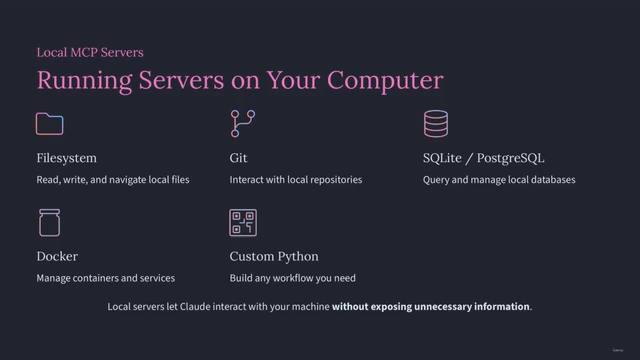 Local MCP Servers
Running Servers on Your Computer
Filesystem
Read, write, and navigate local files
Git
Interact with local repositories
SQLite / PostgreSQL
Query and manage local databases
Docker
Manage containers and services
Custom Python
Build any workflow you need
Local servers let Claude interact with your machine without exposing unnecessary information.